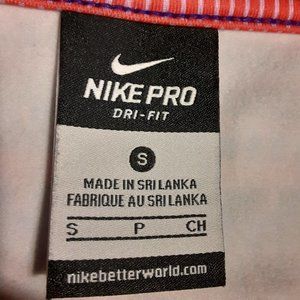 NIKE PRO
DRI-FIT
S
MADE IN SRI LANKA
FABRIQUE AU SRI LANKA
S P CH
nikebetterworld.com